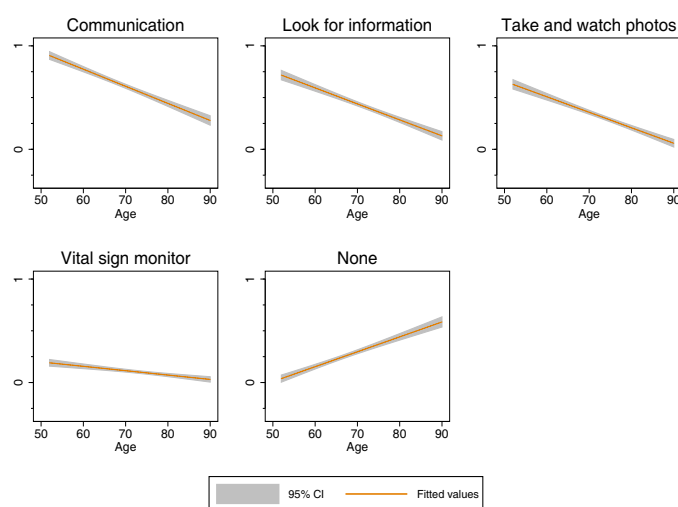 Communication
1
0
50 60 70 80 90
Age
Look for information
1
0
50 60 70 80 90
Age
Take and watch photos
1
0
50 60 70 80 90
Age
Vital sign monitor
1
0
50 60 70 80 90
Age
None
1
0
50 60 70 80 90
Age
95% CI Fitted values